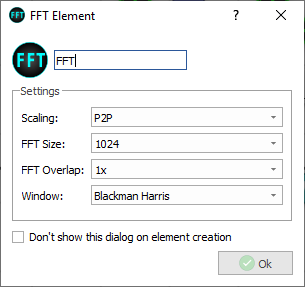 FFT FFT Element ?
FFT FFT
Settings
Scaling: P2P
FFT Size: 1024
FFT Overlap: 1x
Window: Blackman Harris
Don't show this dialog on element creation
Ok